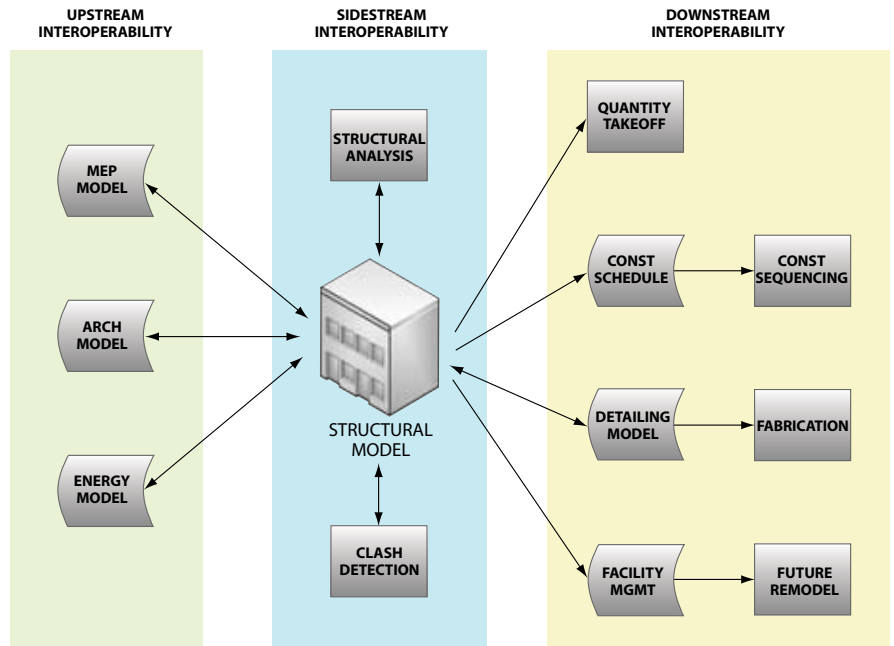 UPSTREAM
INTEROPERABILITY
SIDESTREAM
INTEROPERABILITY
DOWNSTREAM
INTEROPERABILITY
MEP
MODEL
ARCH
MODEL
ENERGY
MODEL
STRUCTURAL
ANALYSIS
STRUCTURAL
MODEL
CLASH
DETECTION
QUANTITY
TAKEOFF
CONST
SCHEDULE
CONST
SEQUENCING
DETAILING
MODEL
FABRICATION
FACILITY
MGMT
FUTURE
REMODEL